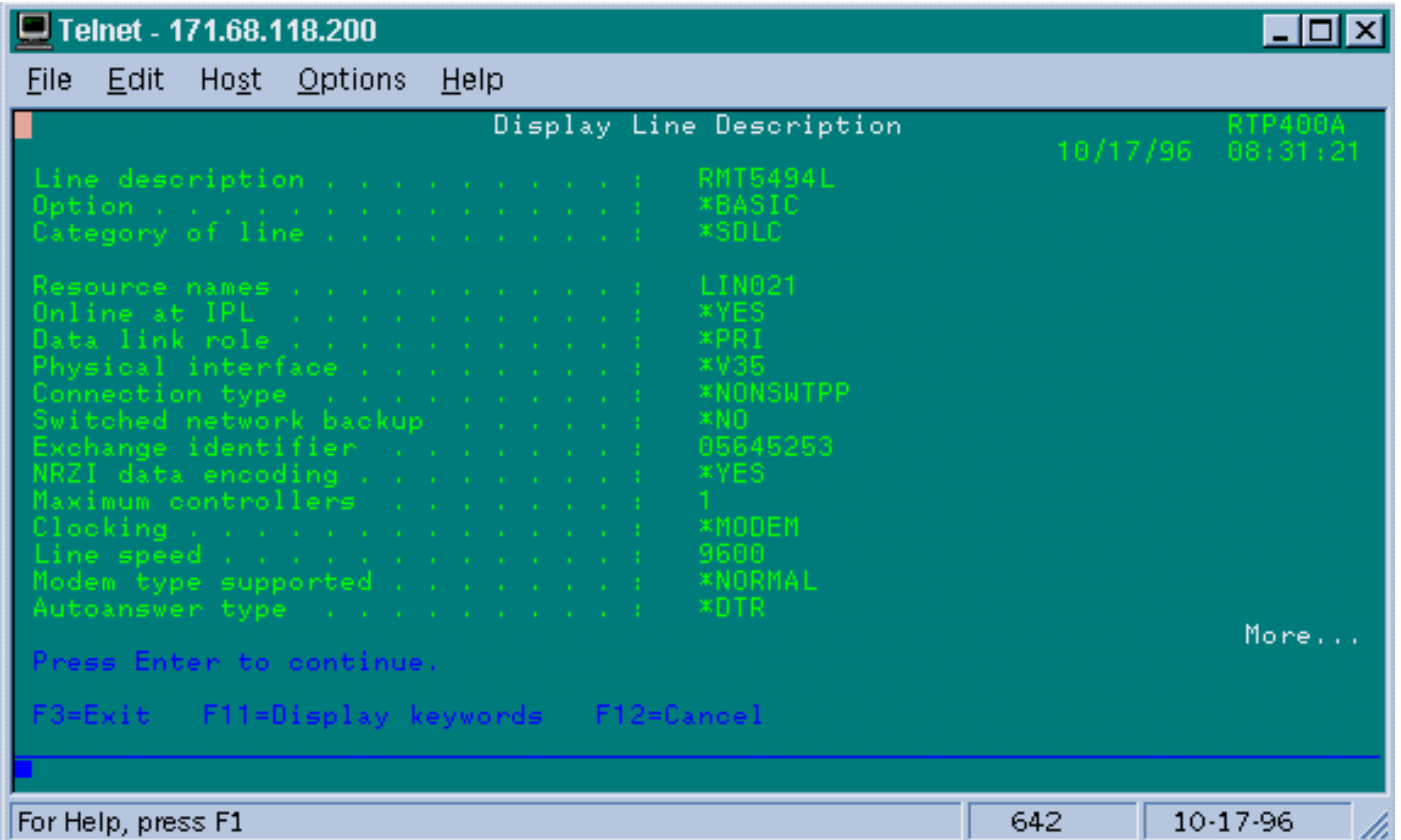 Telnet - 171.68.118.200
File Edit Host Options Help
Display Line Description RTP400A
10/17/96 08:31:21
Line description . . . . . . . . . : RMT5494L
Option . . . . . . . . . . . . . . : *BASIC
Category of line . . . . . . . . . : *SDLC
Resource names . . . . . . . . . . : LIN021
Online at IPL . . . . . . . . . . : *YES
Data link role . . . . . . . . . . : *PRI
Physical interface . . . . . . . . : *V35
Connection type . . . . . . . . . : *NONSWTPP
Switched network backup . . . . . : *NO
Exchange identifier . . . . . . . : 05645253
NRZI data encoding . . . . . . . . : *YES
Maximum controllers . . . . . . . : 1
Clocking . . . . . . . . . . . . . : *MODEM
Line speed . . . . . . . . . . . . : 9600
Modem type supported . . . . . . . : *NORMAL
Autoanswer type . . . . . . . . . : *DTR
More...
Press Enter to continue.
F3=Exit F11=Display keywords F12=Cancel
For Help, press F1 642 10-17-96